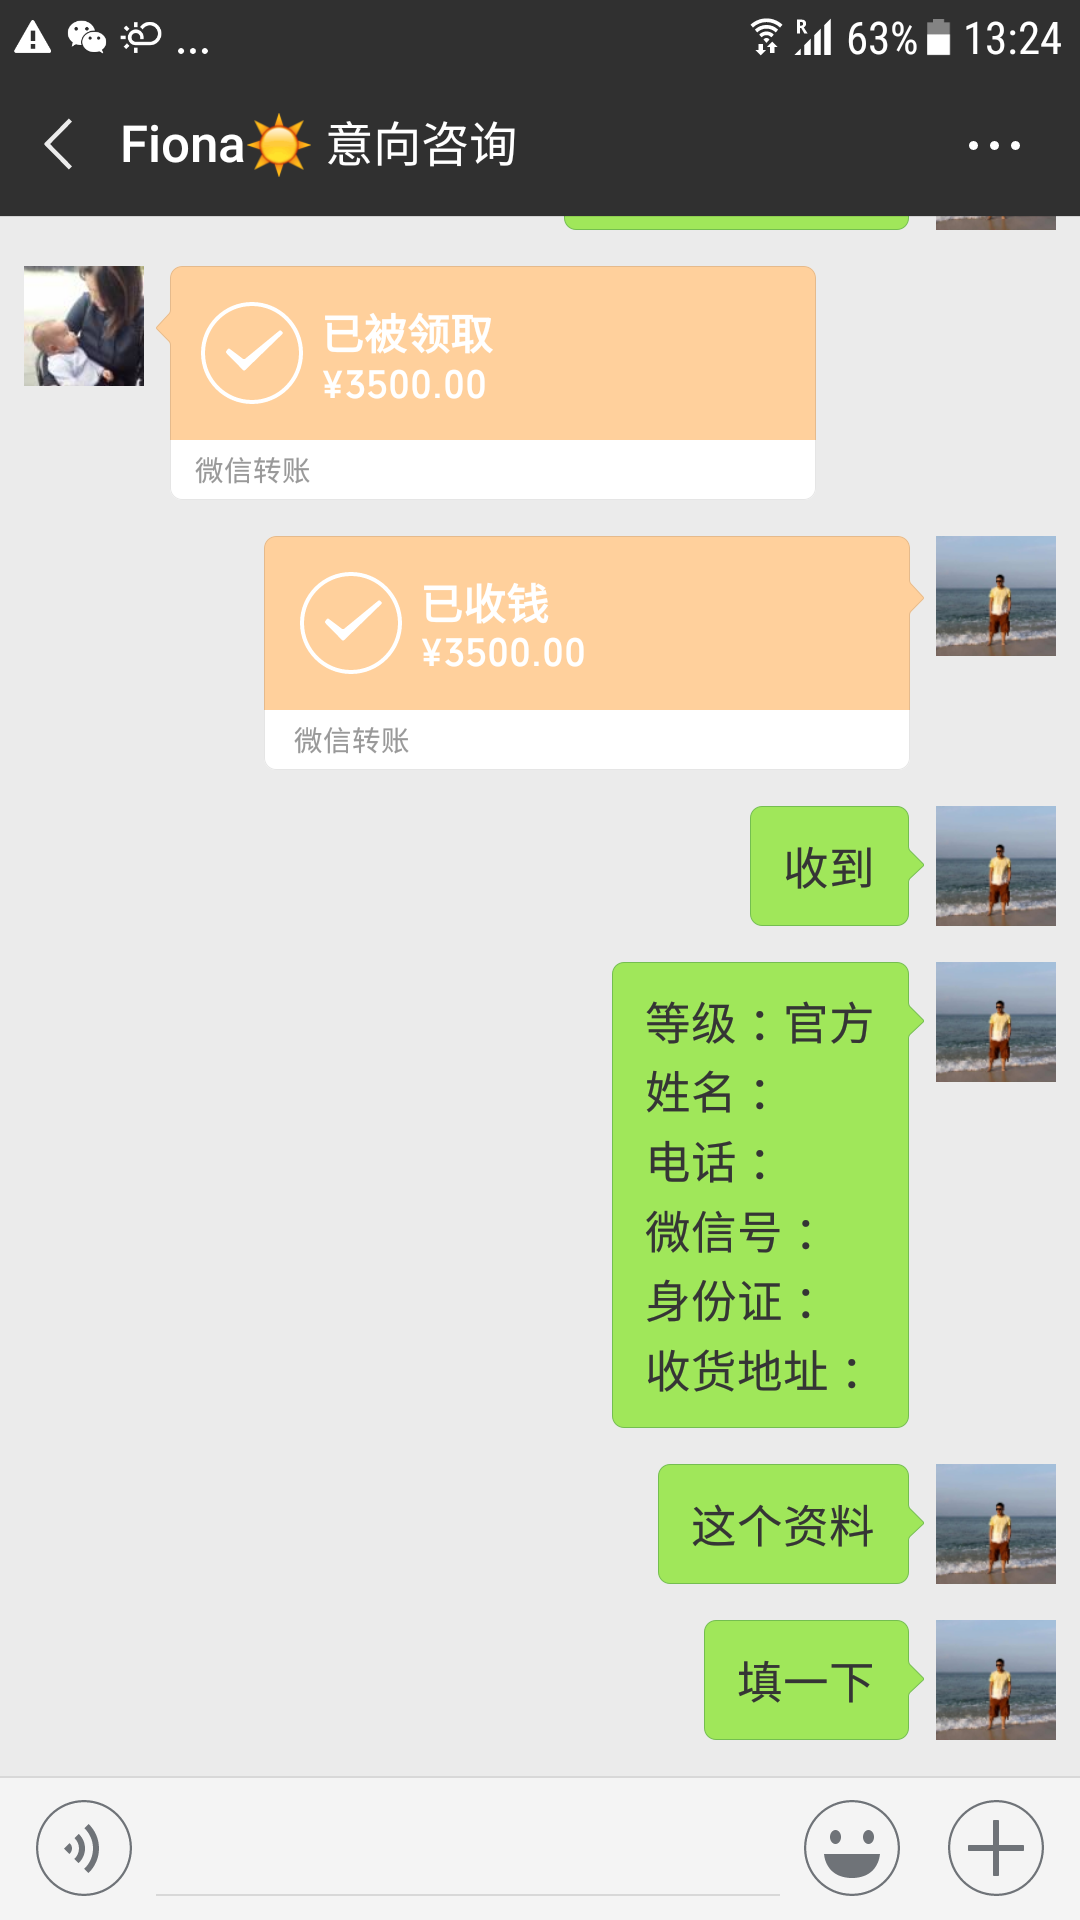 R 63% 13:24
Fiona☀️ 意向咨询
已被领取
¥3500.00
微信转账
已收钱
¥3500.00
微信转账
收到
等级：官方
姓名：
电话：
微信号：
身份证：
收货地址：
这个资料
填一下